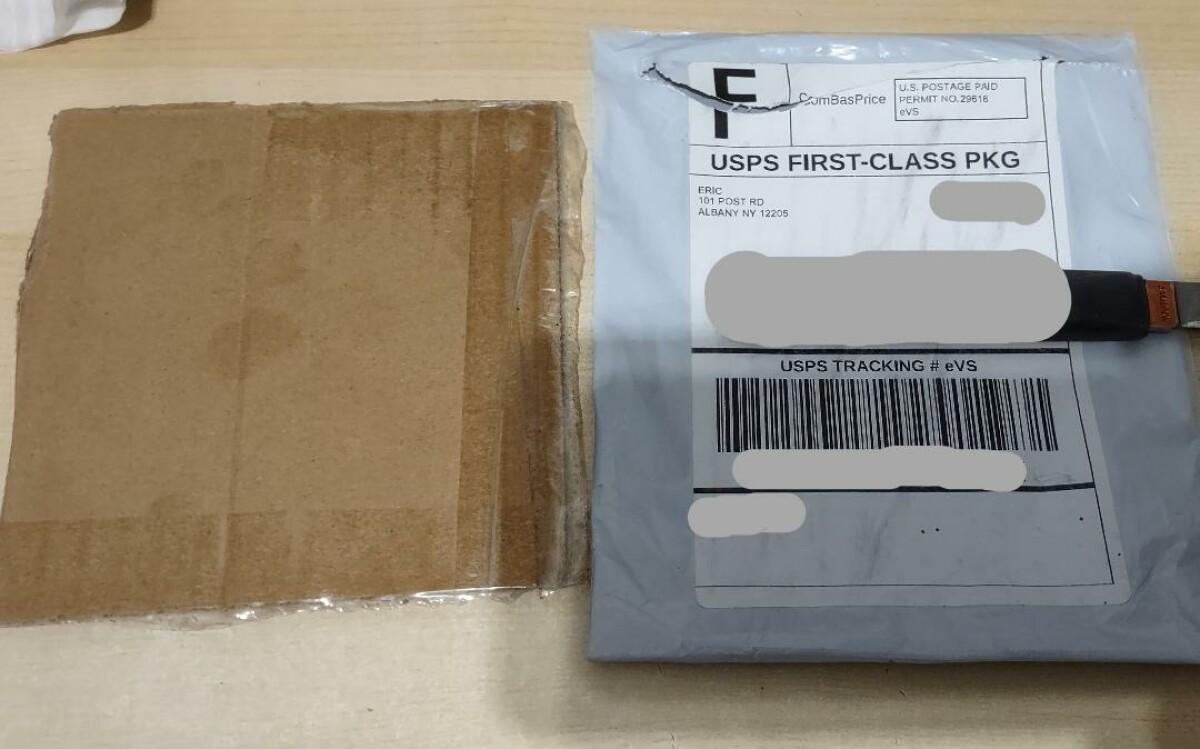 F
ComBasPrice
U.S. POSTAGE PAID
PERMIT NO.29616
eVS
USPS FIRST-CLASS PKG
ERIC
101 POST RD
ALBANY NY 12205
USPS TRACKING # eVS